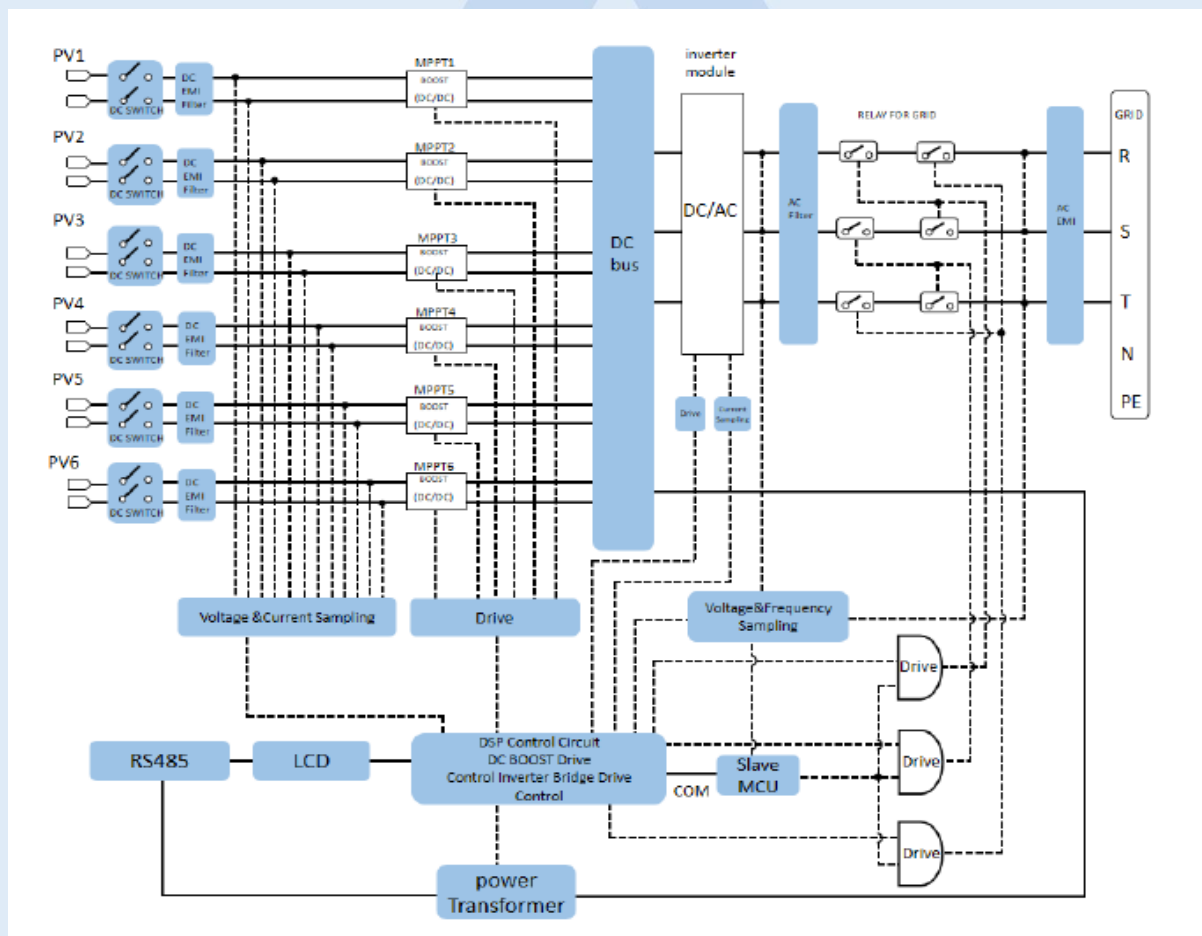 PV1
DC SWITCH
DC
EMI
Filter
MPPT1
BOOST
(DC/DC)
PV2
DC SWITCH
DC
EMI
Filter
MPPT2
BOOST
(DC/DC)
PV3
DC SWITCH
DC
EMI
Filter
MPPT3
BOOST
(DC/DC)
PV4
DC SWITCH
DC
EMI
Filter
MPPT4
BOOST
(DC/DC)
PV5
DC SWITCH
DC
EMI
Filter
MPPT5
BOOST
(DC/DC)
PV6
DC SWITCH
DC
EMI
Filter
MPPT6
BOOST
(DC/DC)
DC
bus
inverter
module
DC/AC
Drive
Current
Sampling
AC
Filter
RELAY FOR GRID
AC
EMI
GRID
R
S
T
N
PE
Voltage &Current Sampling
Drive
Voltage&Frequency
Sampling
Drive
Drive
Drive
RS485
LCD
DSP Control Circuit
DC BOOST Drive
Control Inverter Bridge Drive
Control
COM
Slave
MCU
power
Transformer